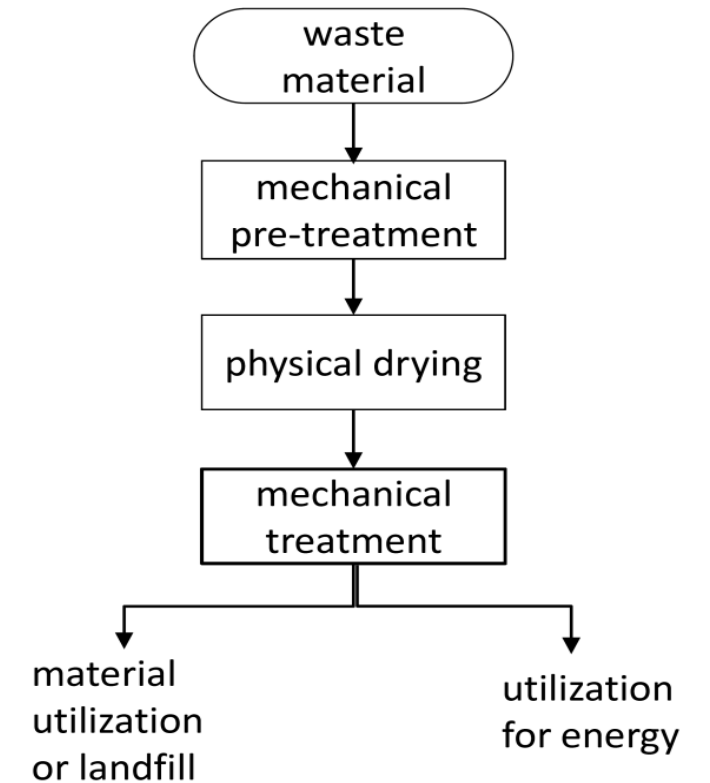 waste
material
mechanical
pre-treatment
physical drying
mechanical
treatment
material
utilization
or landfill
utilization
for energy